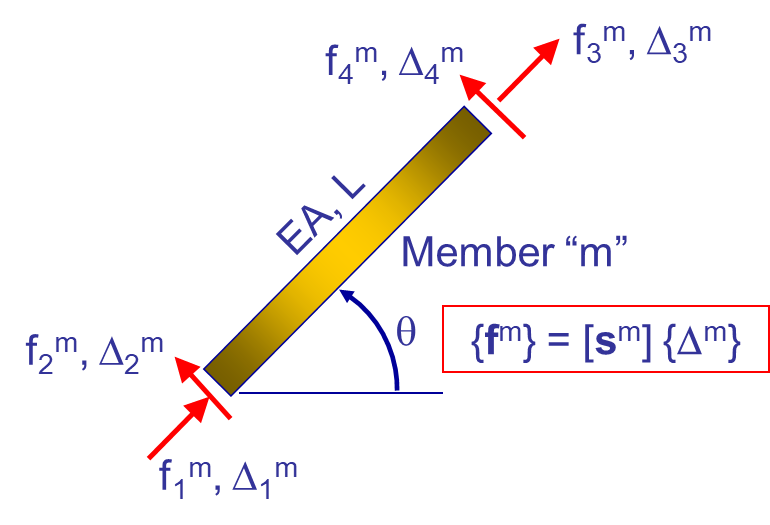 f₃ᵐ, Δ₃ᵐ
f₄ᵐ, Δ₄ᵐ
EA, L
Member “m”
θ
{fᵐ} = [sᵐ] {Δᵐ}
f₂ᵐ, Δ₂ᵐ
f₁ᵐ, Δ₁ᵐ